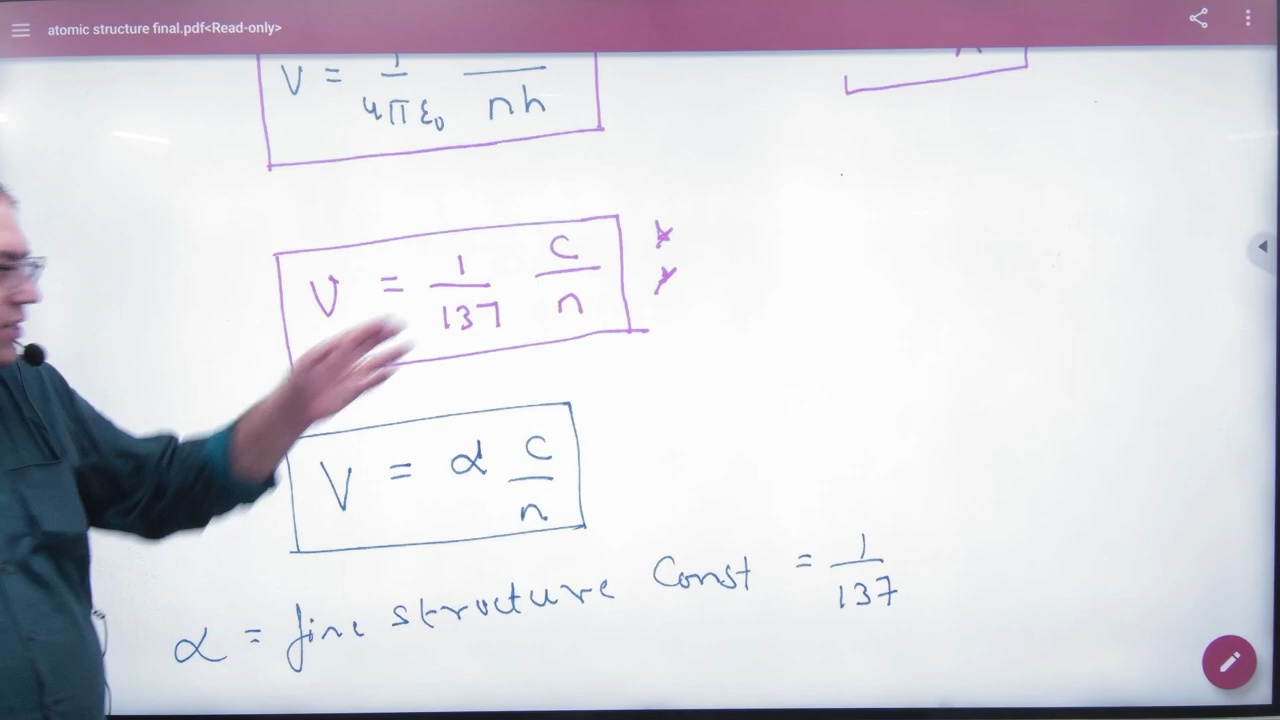 atomic structure final.pdf<Read-only>
V = 1/4πε₀ /nh
V = 1/137 c/n
V = α c/n
α = fine structure Const = 1/137